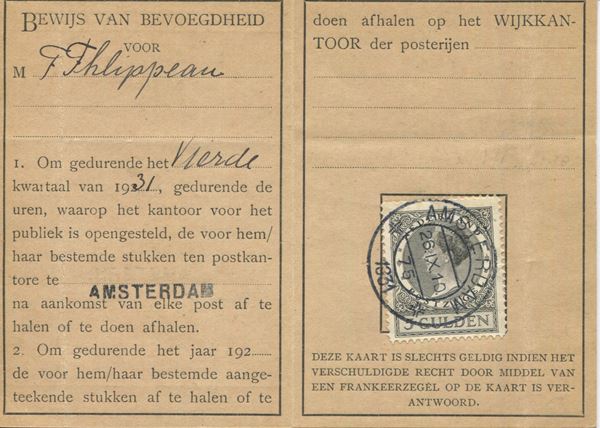 BEWIJS VAN BEVOEGDHEID
VOOR
M F Phlippeau
1. Om gedurende het Vierde
kwartaal van 1931, gedurende de
uren, waarop het kantoor voor het
publiek is opengesteld, de voor hem/
haar bestemde stukken ten postkan-
tore te AMSTERDAM
na aankomst van elke post af te
halen of te doen afhalen.
2. Om gedurende het jaar 192
de voor hem/haar bestemde aange-
teekende stukken af te halen of te
doen afhalen op het WIJKKAN-
TOOR der posterijen
AMSTERDAM
26.IX.10
1931
5 GULDEN
DEZE KAART IS SLECHTS GELDIG INDIEN HET
VERSCHULDIGDE RECHT DOOR MIDDEL VAN
EEN FRANKEERZEGEL OP DE KAART IS VER-
ANTWOORD.